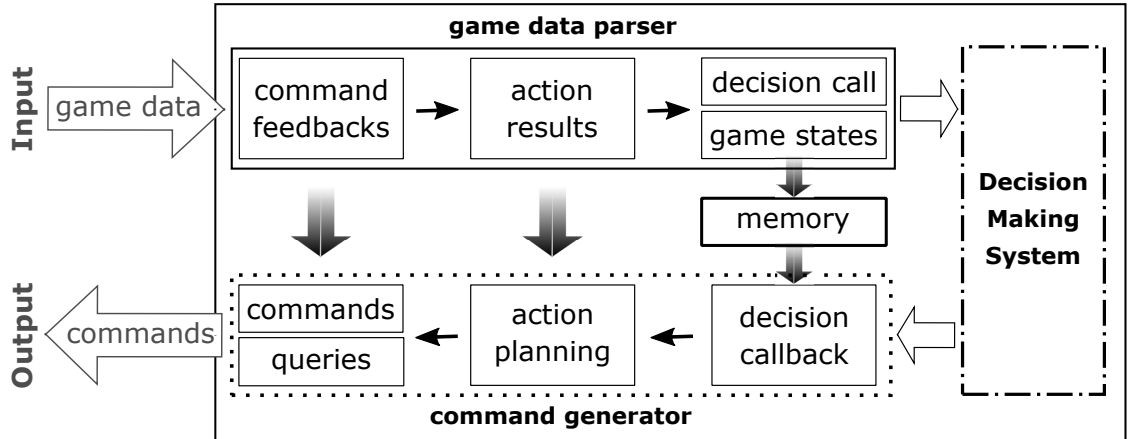 game data parser
Input
game data
command
feedbacks
action
results
decision call
game states
memory
Decision
Making
System
Output
commands
commands
queries
action
planning
decision
callback
command generator